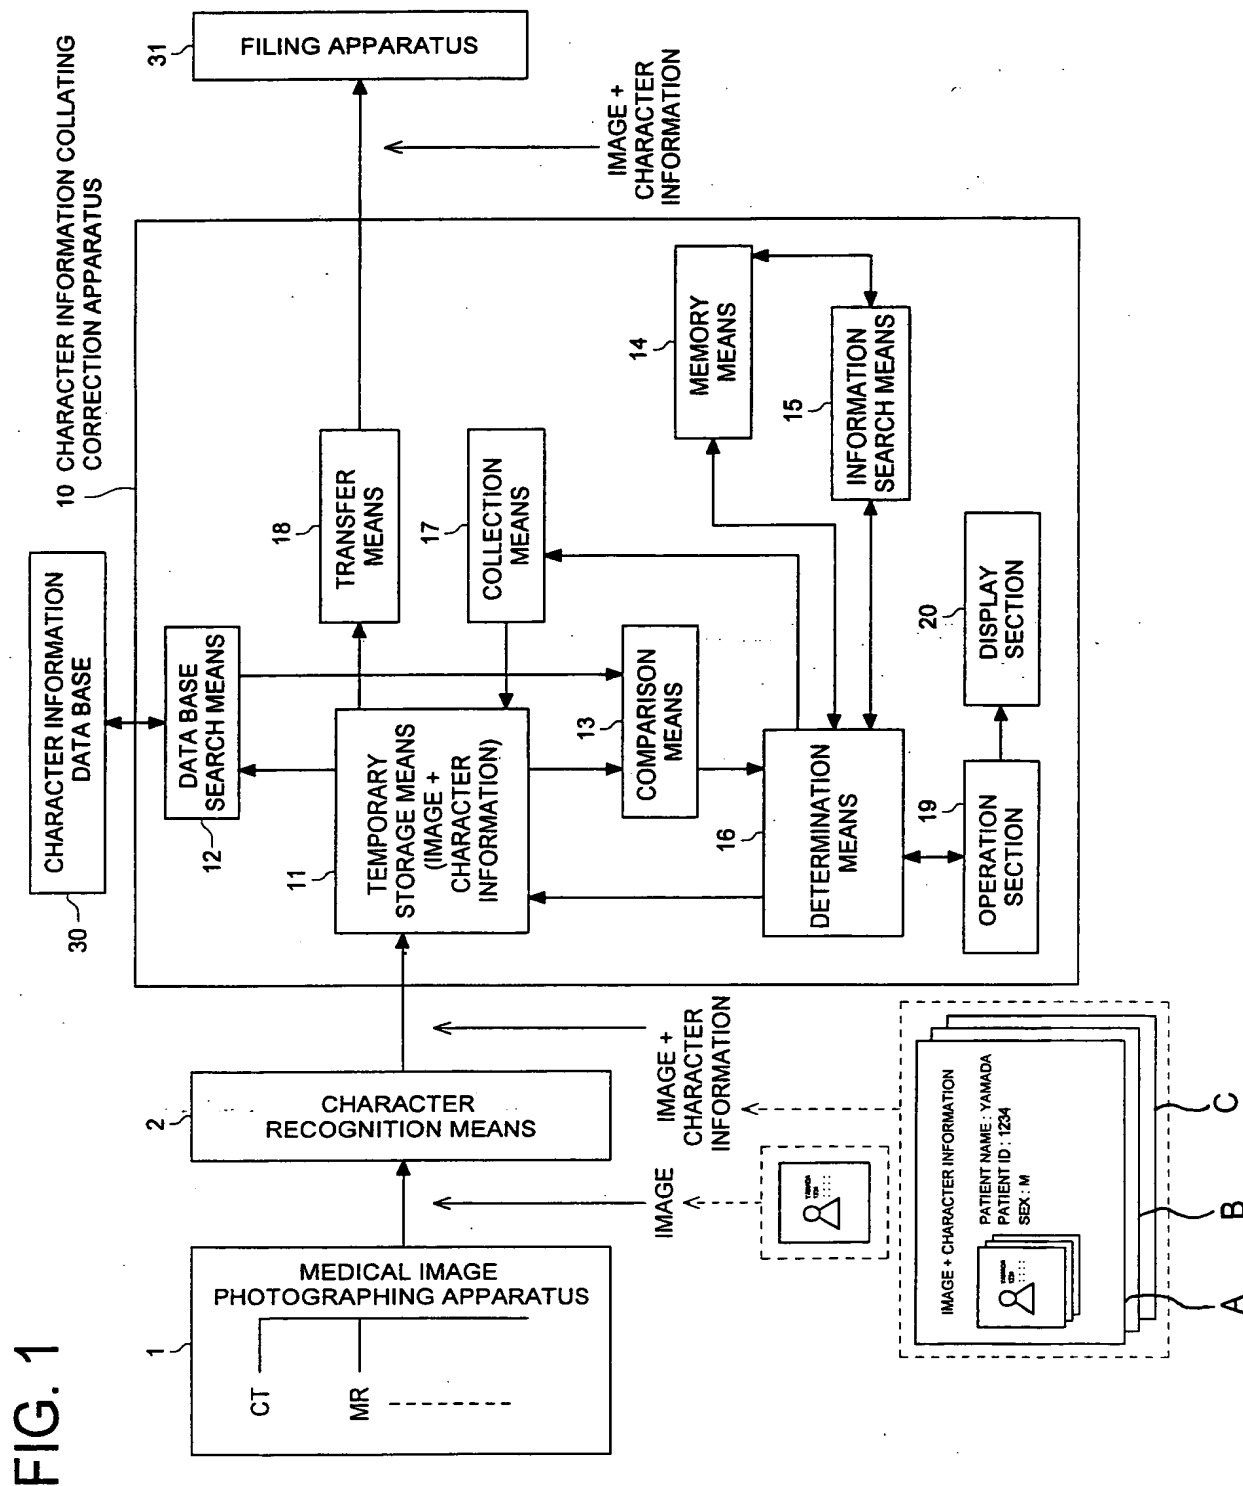 FIG. 1
1
MEDICAL IMAGE
PHOTOGRAPHING APPARATUS
CT
MR
2
CHARACTER
RECOGNITION MEANS
IMAGE
IMAGE +
CHARACTER
INFORMATION
YAMADA
1234
IMAGE + CHARACTER INFORMATION
PATIENT NAME : YAMADA
PATIENT ID : 1234
SEX : M
YAMADA
1234
A
B
C
30
CHARACTER INFORMATION
DATA BASE
10 CHARACTER INFORMATION COLLATING
CORRECTION APPARATUS
12
DATA BASE
SEARCH MEANS
11
TEMPORARY
STORAGE MEANS
(IMAGE +
CHARACTER
INFORMATION)
18
TRANSFER
MEANS
17
COLLECTION
MEANS
13
COMPARISON
MEANS
14
MEMORY
MEANS
15
INFORMATION
SEARCH MEANS
16
DETERMINATION
MEANS
19
OPERATION
SECTION
20
DISPLAY
SECTION
31
FILING APPARATUS
IMAGE +
CHARACTER
INFORMATION